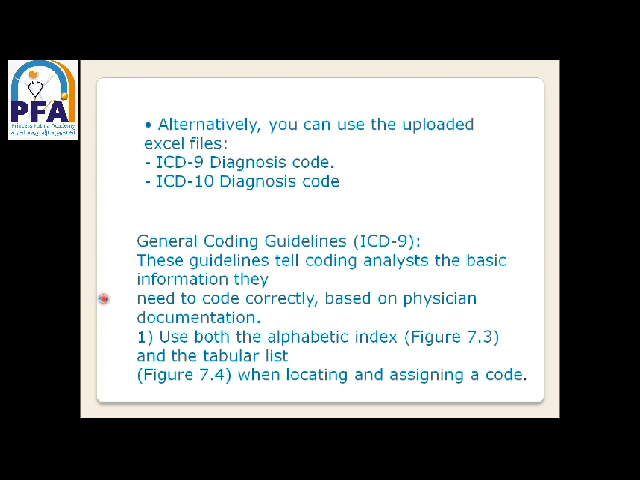 PFA
• Alternatively, you can use the uploaded
excel files:
- ICD-9 Diagnosis code.
- ICD-10 Diagnosis code
General Coding Guidelines (ICD-9):
These guidelines tell coding analysts the basic
information they
need to code correctly, based on physician
documentation.
1) Use both the alphabetic index (Figure 7.3)
and the tabular list
(Figure 7.4) when locating and assigning a code.